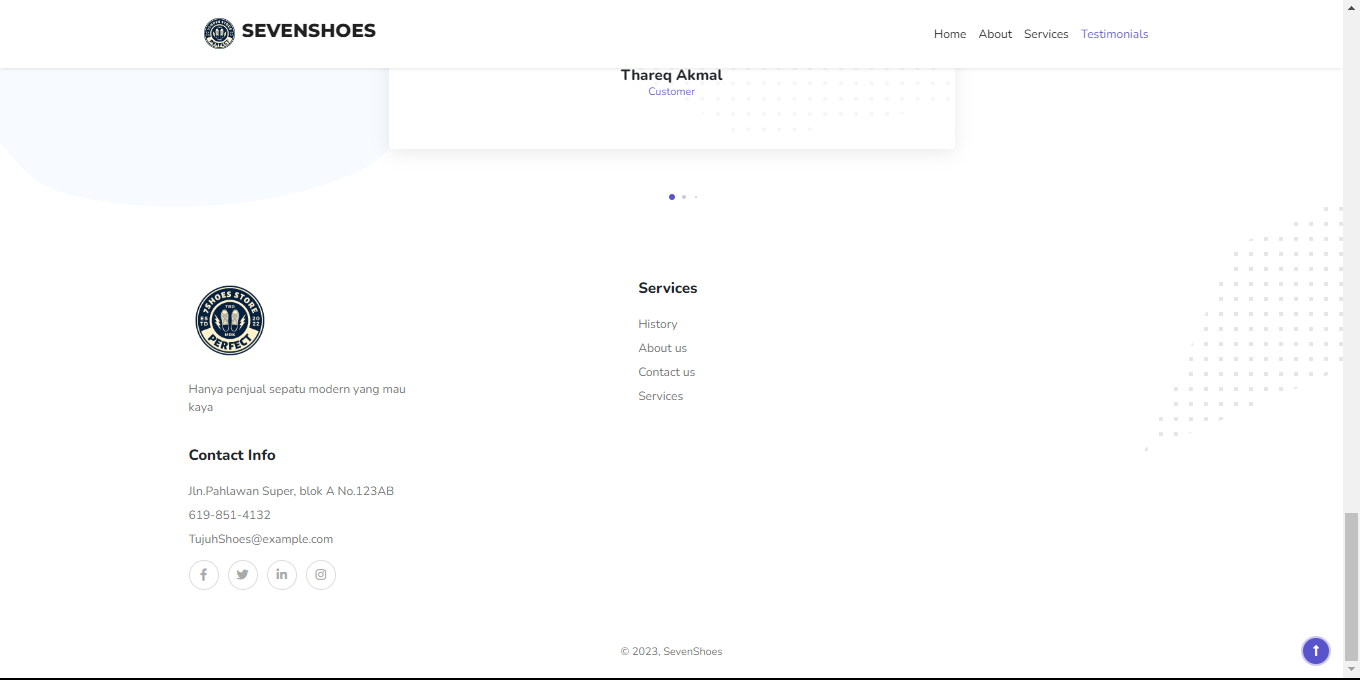 SEVENSHOES
Home About Services Testimonials
Thareq Akmal
Customer
7SHOES STORE
ESTD
2022
PERFECT
Hanya penjual sepatu modern yang mau
kaya
Contact Info
Jln.Pahlawan Super, blok A No.123AB
619-851-4132
TujuhShoes@example.com
Services
History
About us
Contact us
Services
© 2023, SevenShoes